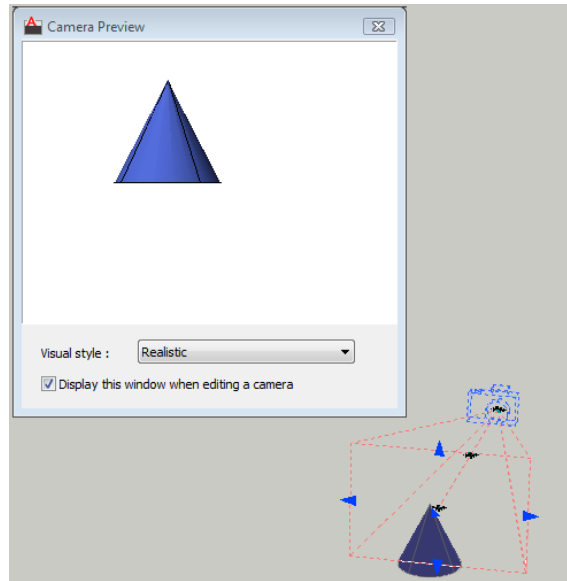 Camera Preview
Visual style :
Realistic
Display this window when editing a camera